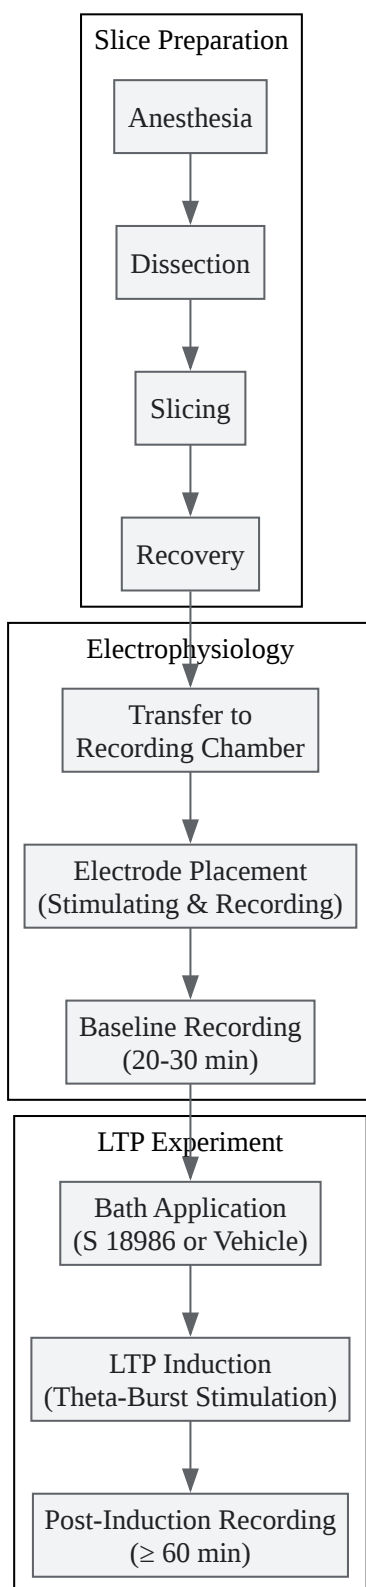 Slice Preparation
Anesthesia
Dissection
Slicing
Recovery
Electrophysiology
Transfer to
Recording Chamber
Electrode Placement
(Stimulating & Recording)
Baseline Recording
(20-30 min)
LTP Experiment
Bath Application
(S 18986 or Vehicle)
LTP Induction
(Theta-Burst Stimulation)
Post-Induction Recording
(≥ 60 min)